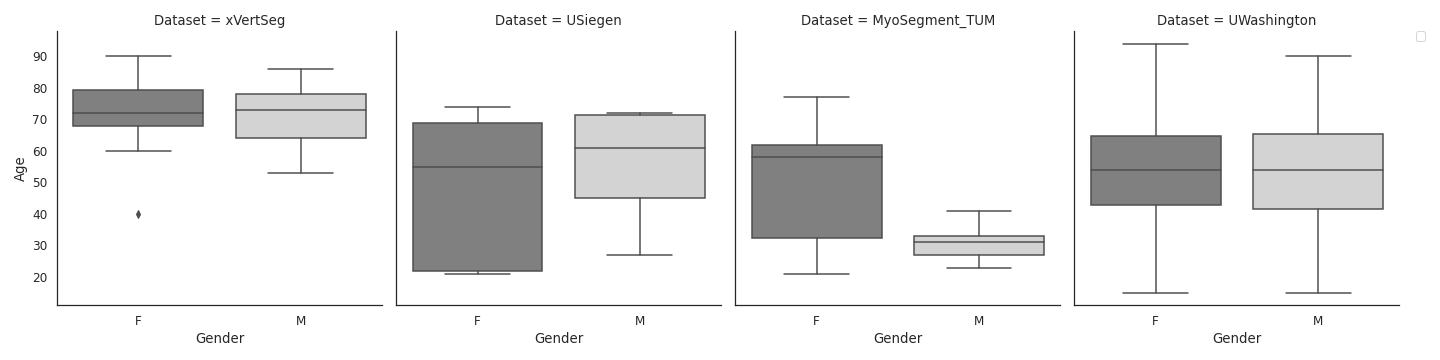 Dataset = xVertSeg
Dataset = USiegen
Dataset = MyoSegment_TUM
Dataset = UWashington
Age
90
80
70
60
50
40
30
20
F
M
F
M
F
M
F
M
Gender
Gender
Gender
Gender